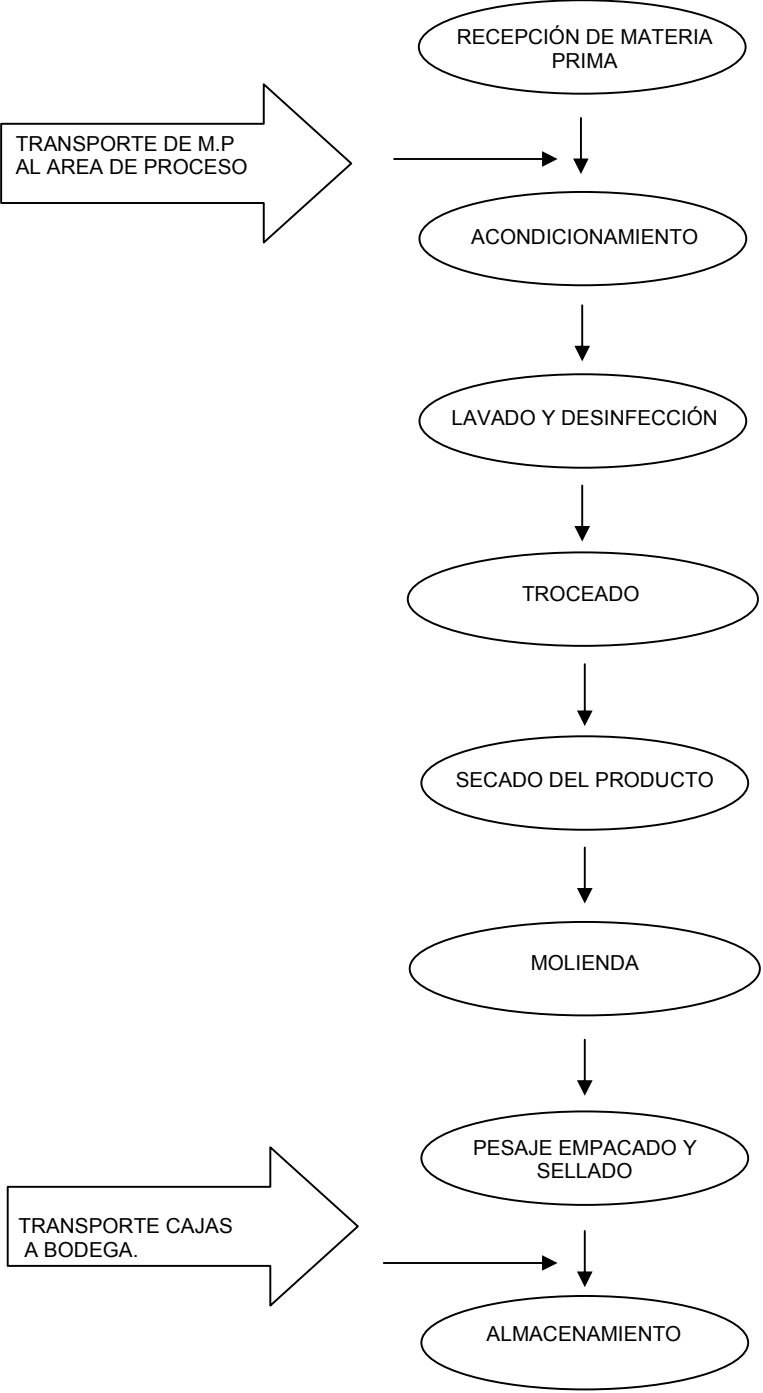 RECEPCIÓN DE MATERIA
PRIMA
TRANSPORTE DE M.P
AL AREA DE PROCESO
ACONDICIONAMIENTO
LAVADO Y DESINFECCIÓN
TROCEADO
SECADO DEL PRODUCTO
MOLIENDA
PESAJE EMPACADO Y
SELLADO
TRANSPORTE CAJAS
A BODEGA.
ALMACENAMIENTO